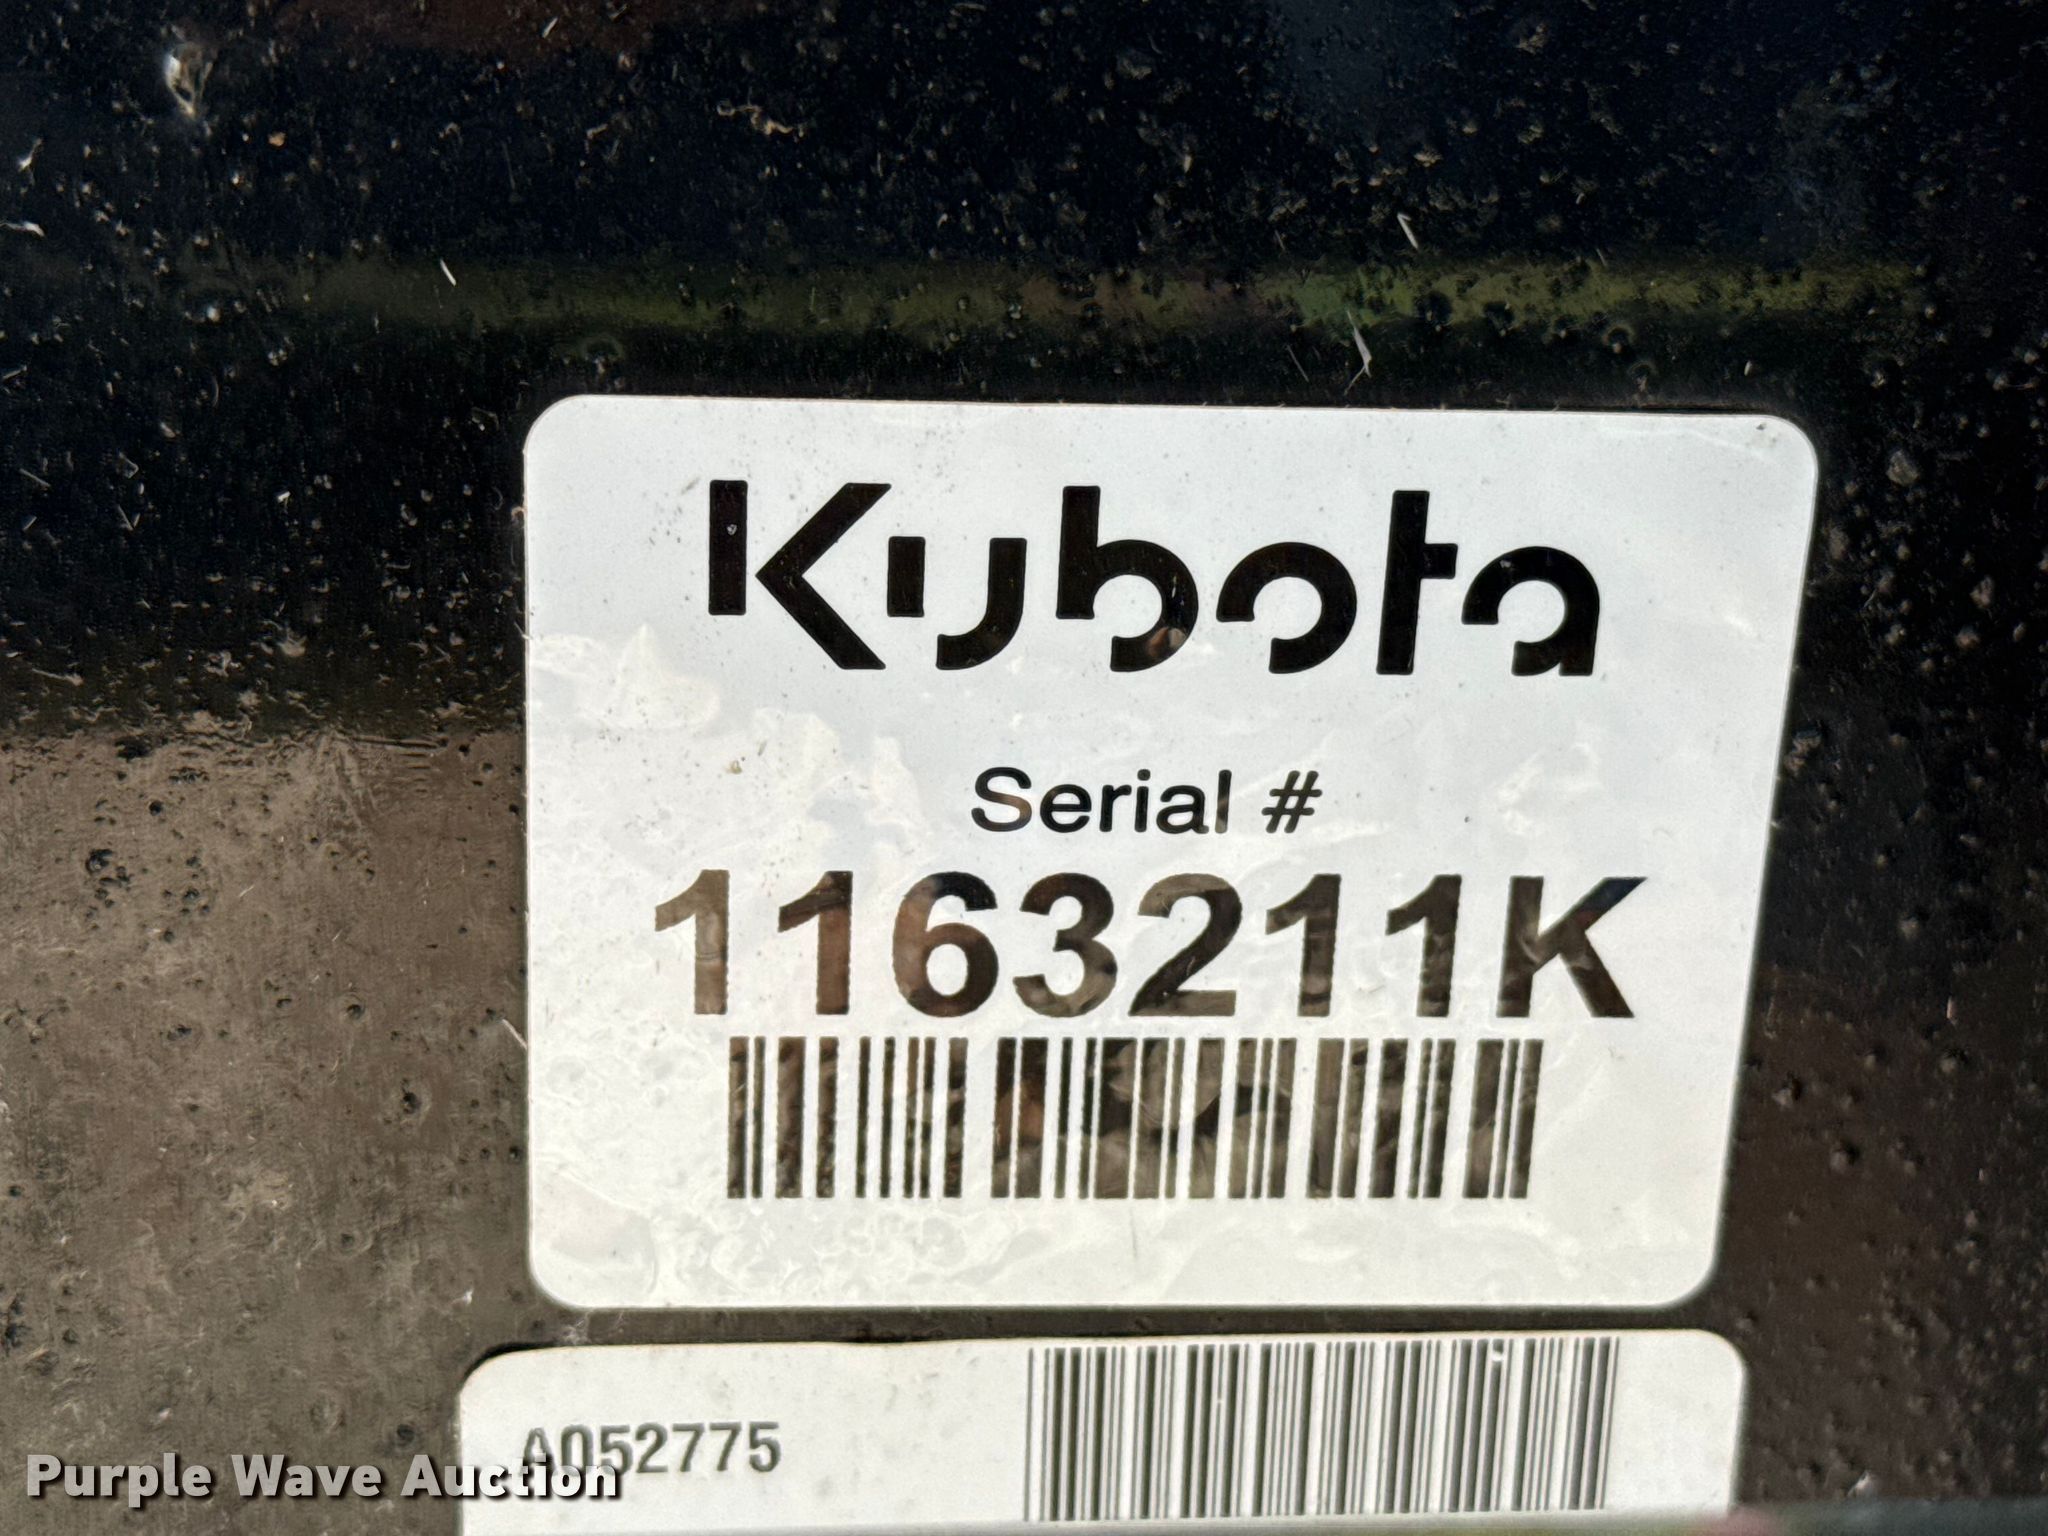 Kubota
Serial #
1163211K
A052775
Purple Wave Auction